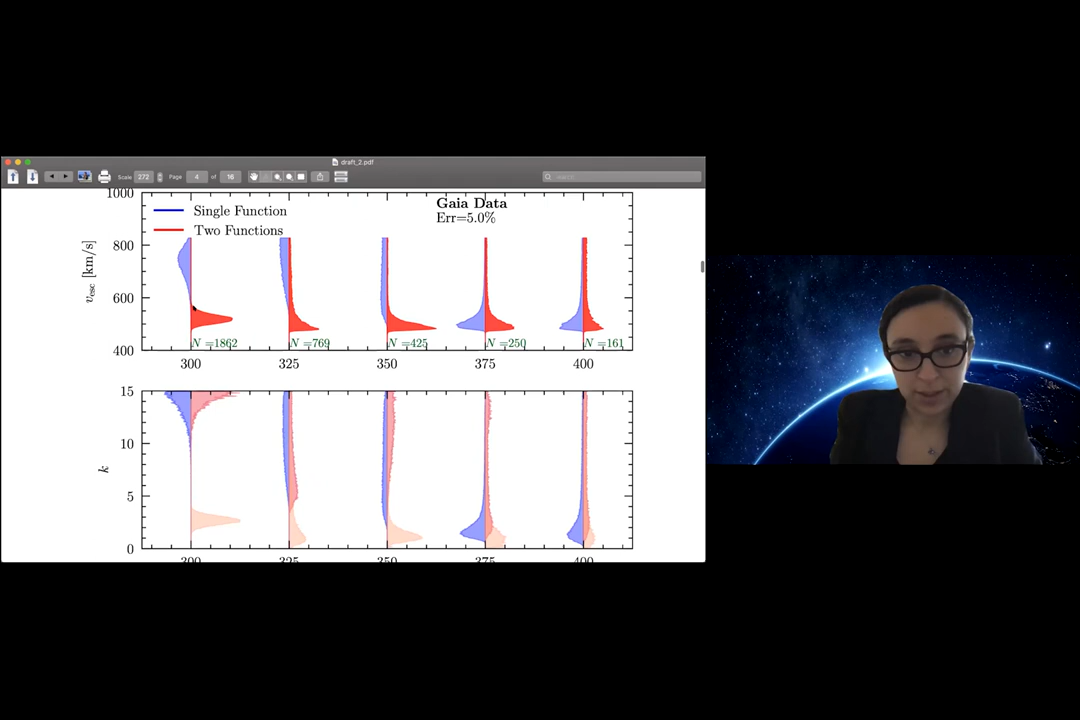 draft_2.pdf
Scale 272 Page 4 of 16
1000
Gaia Data
Single Function
Err=5.0%
Two Functions
800
v_esc [km/s]
600
400
N =1862 N =769 N =425 N =250 N =161
300 325 350 375 400
15
10
k
5
0
300 325 350 375 400